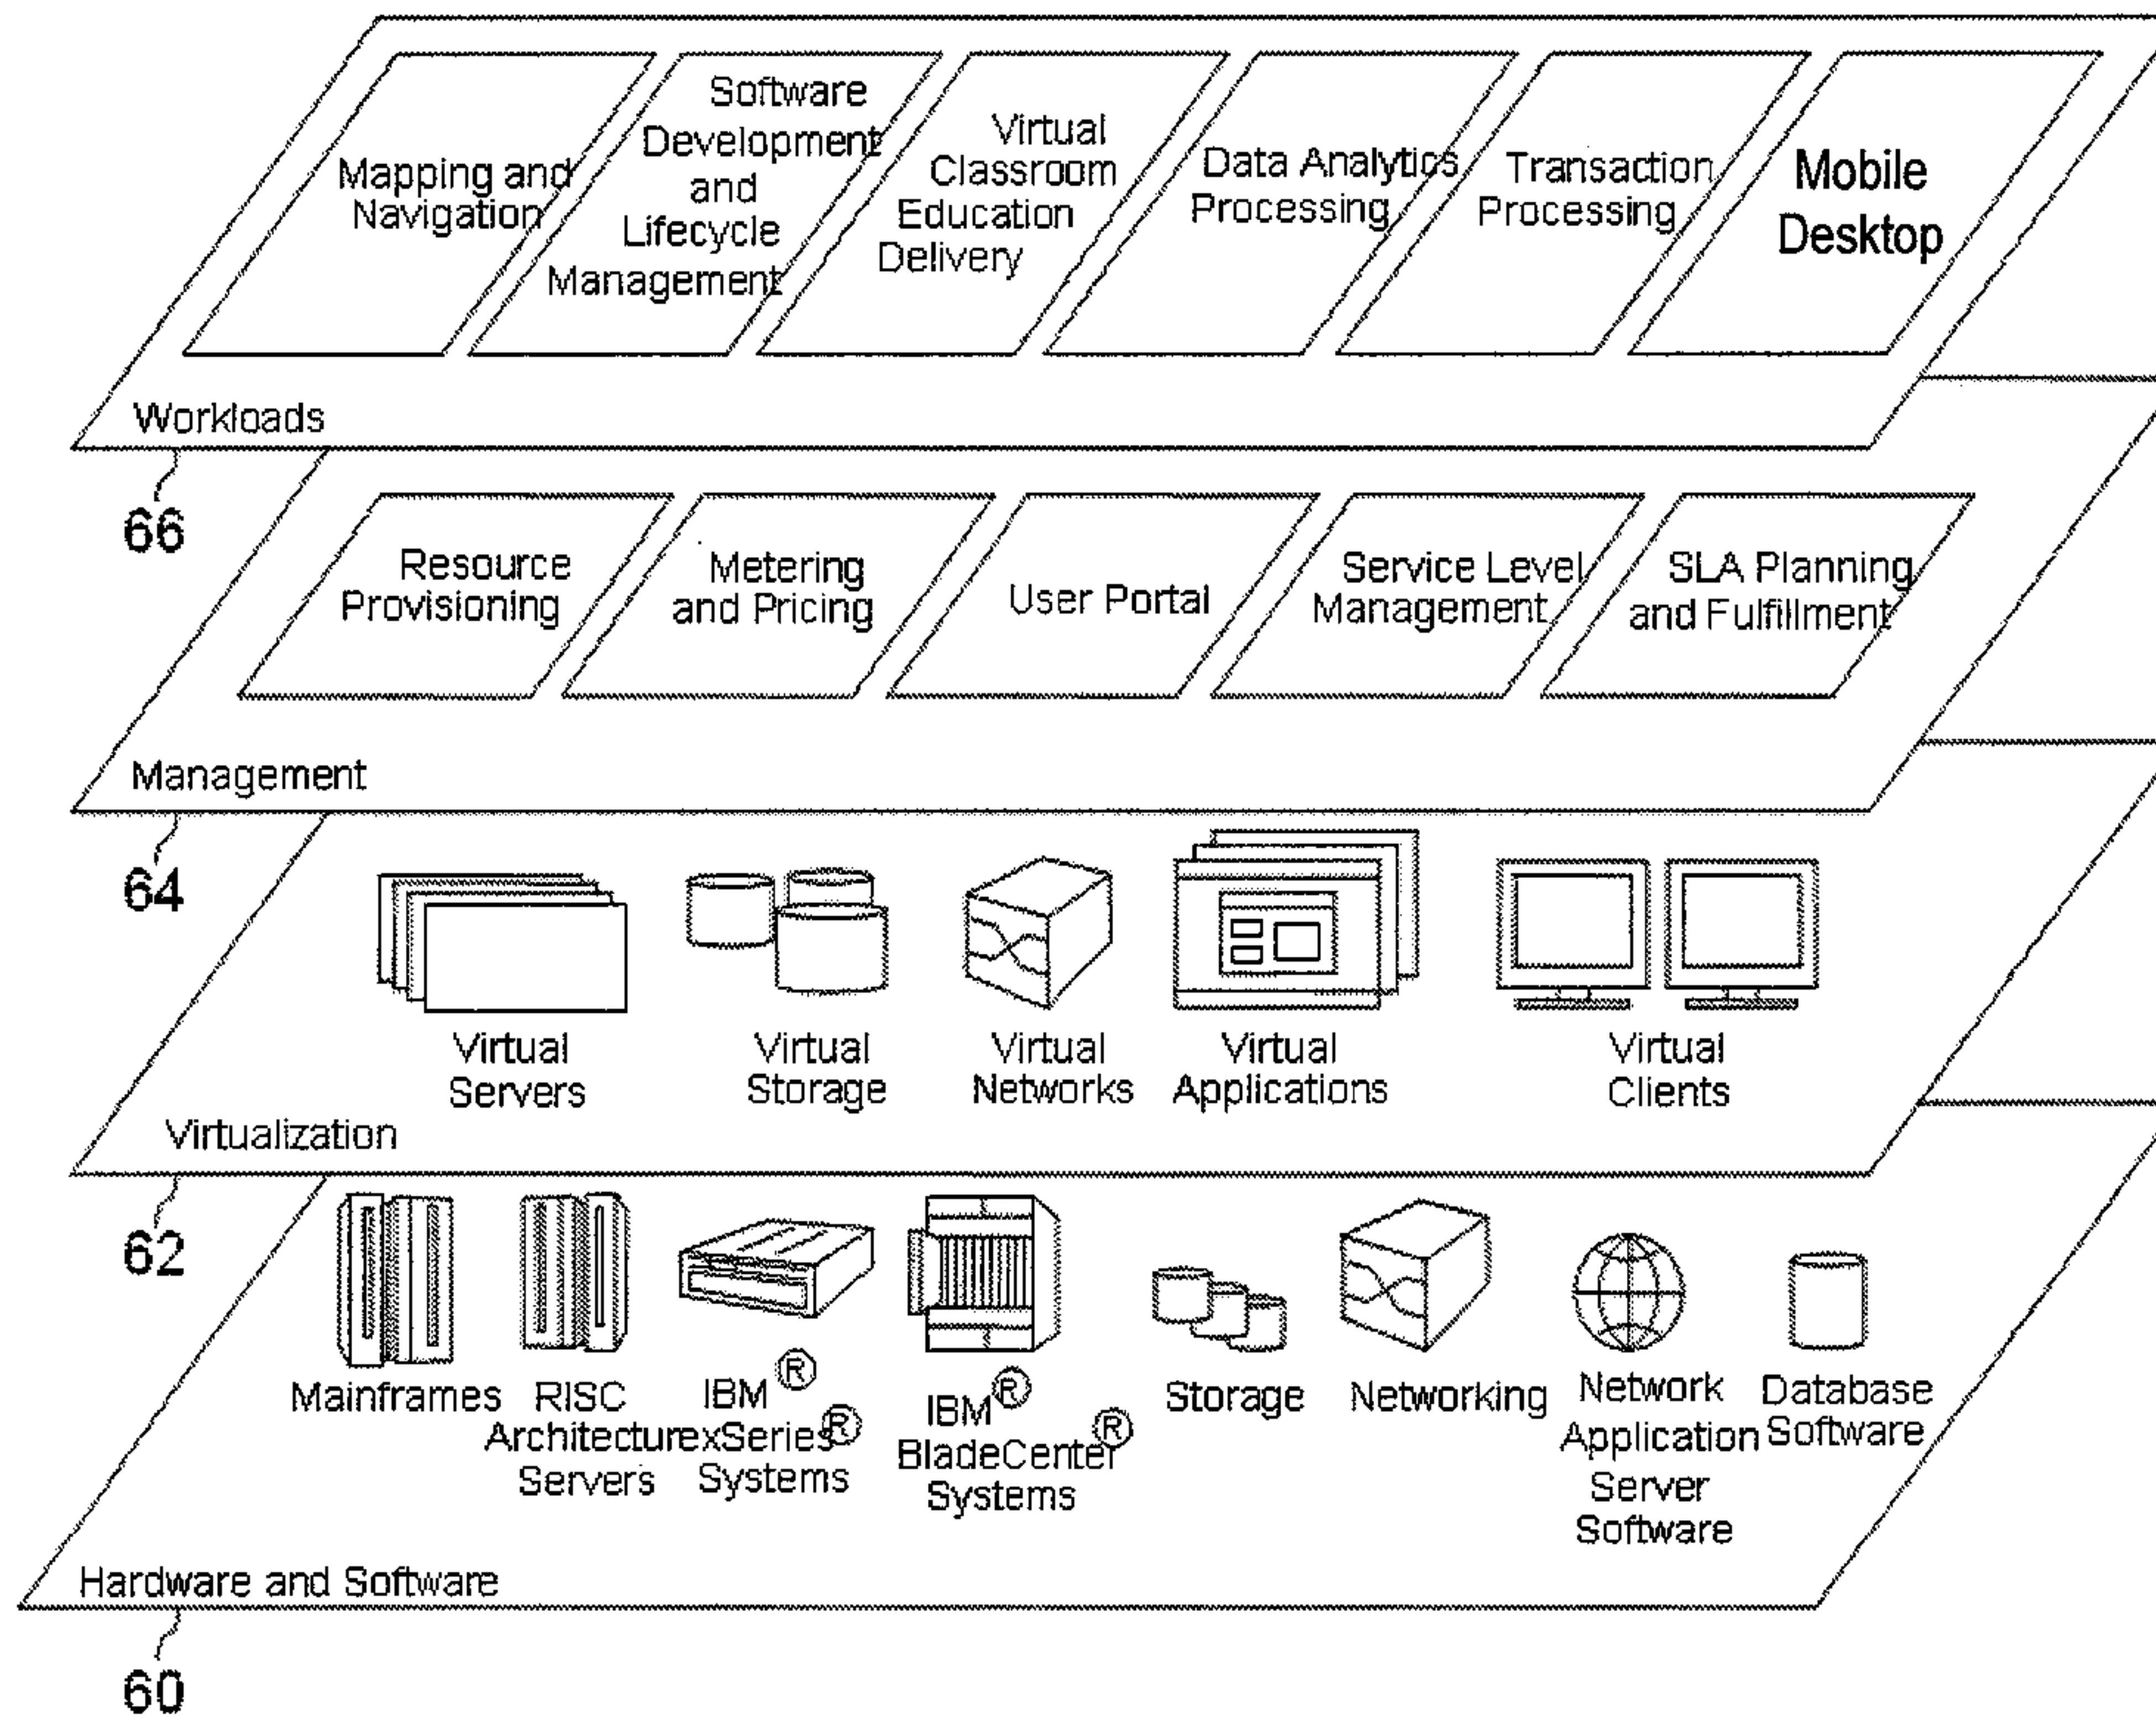 Mapping and
Navigation
Software
Development
and
Lifecycle
Management
Virtual
Classroom
Education
Delivery
Data Analytics
Processing
Transaction
Processing
Mobile
Desktop
Workloads
66
Resource
Provisioning
Metering
and Pricing
User Portal
Service Level
Management
SLA Planning
and Fulfillment
Management
64
Virtual
Servers
Virtual
Storage
Virtual
Networks
Virtual
Applications
Virtual
Clients
Virtualization
62
Mainframes
RISC
Architecture
Servers
IBM ®
xSeries®
Systems
IBM®
BladeCenter®
Systems
Storage
Networking
Network
Application
Server
Software
Database
Software
Hardware and Software
60